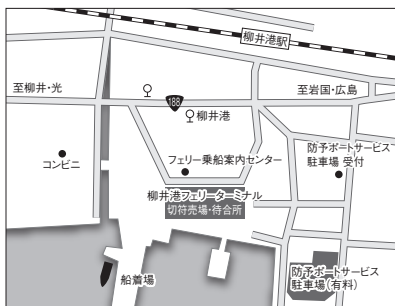 柳井港駅
至柳井・光
至岩国・広島
188
柳井港
防予ポートサービス
駐車場 受付
コンビニ
フェリー乗船案内センター
柳井港フェリーターミナル
切符売場・待合所
船着場
防予ポートサービス
駐車場(有料)